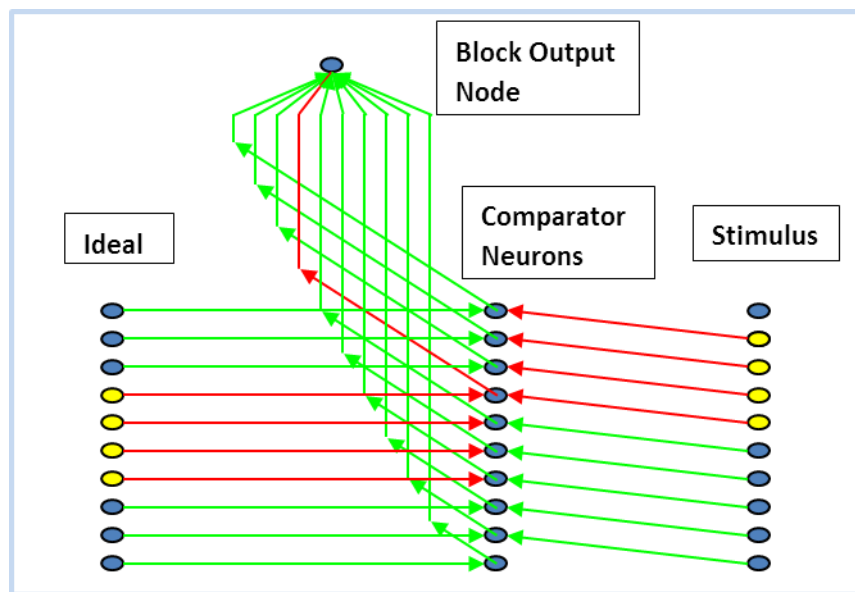 Block Output
Node
Comparator
Neurons
Ideal
Stimulus